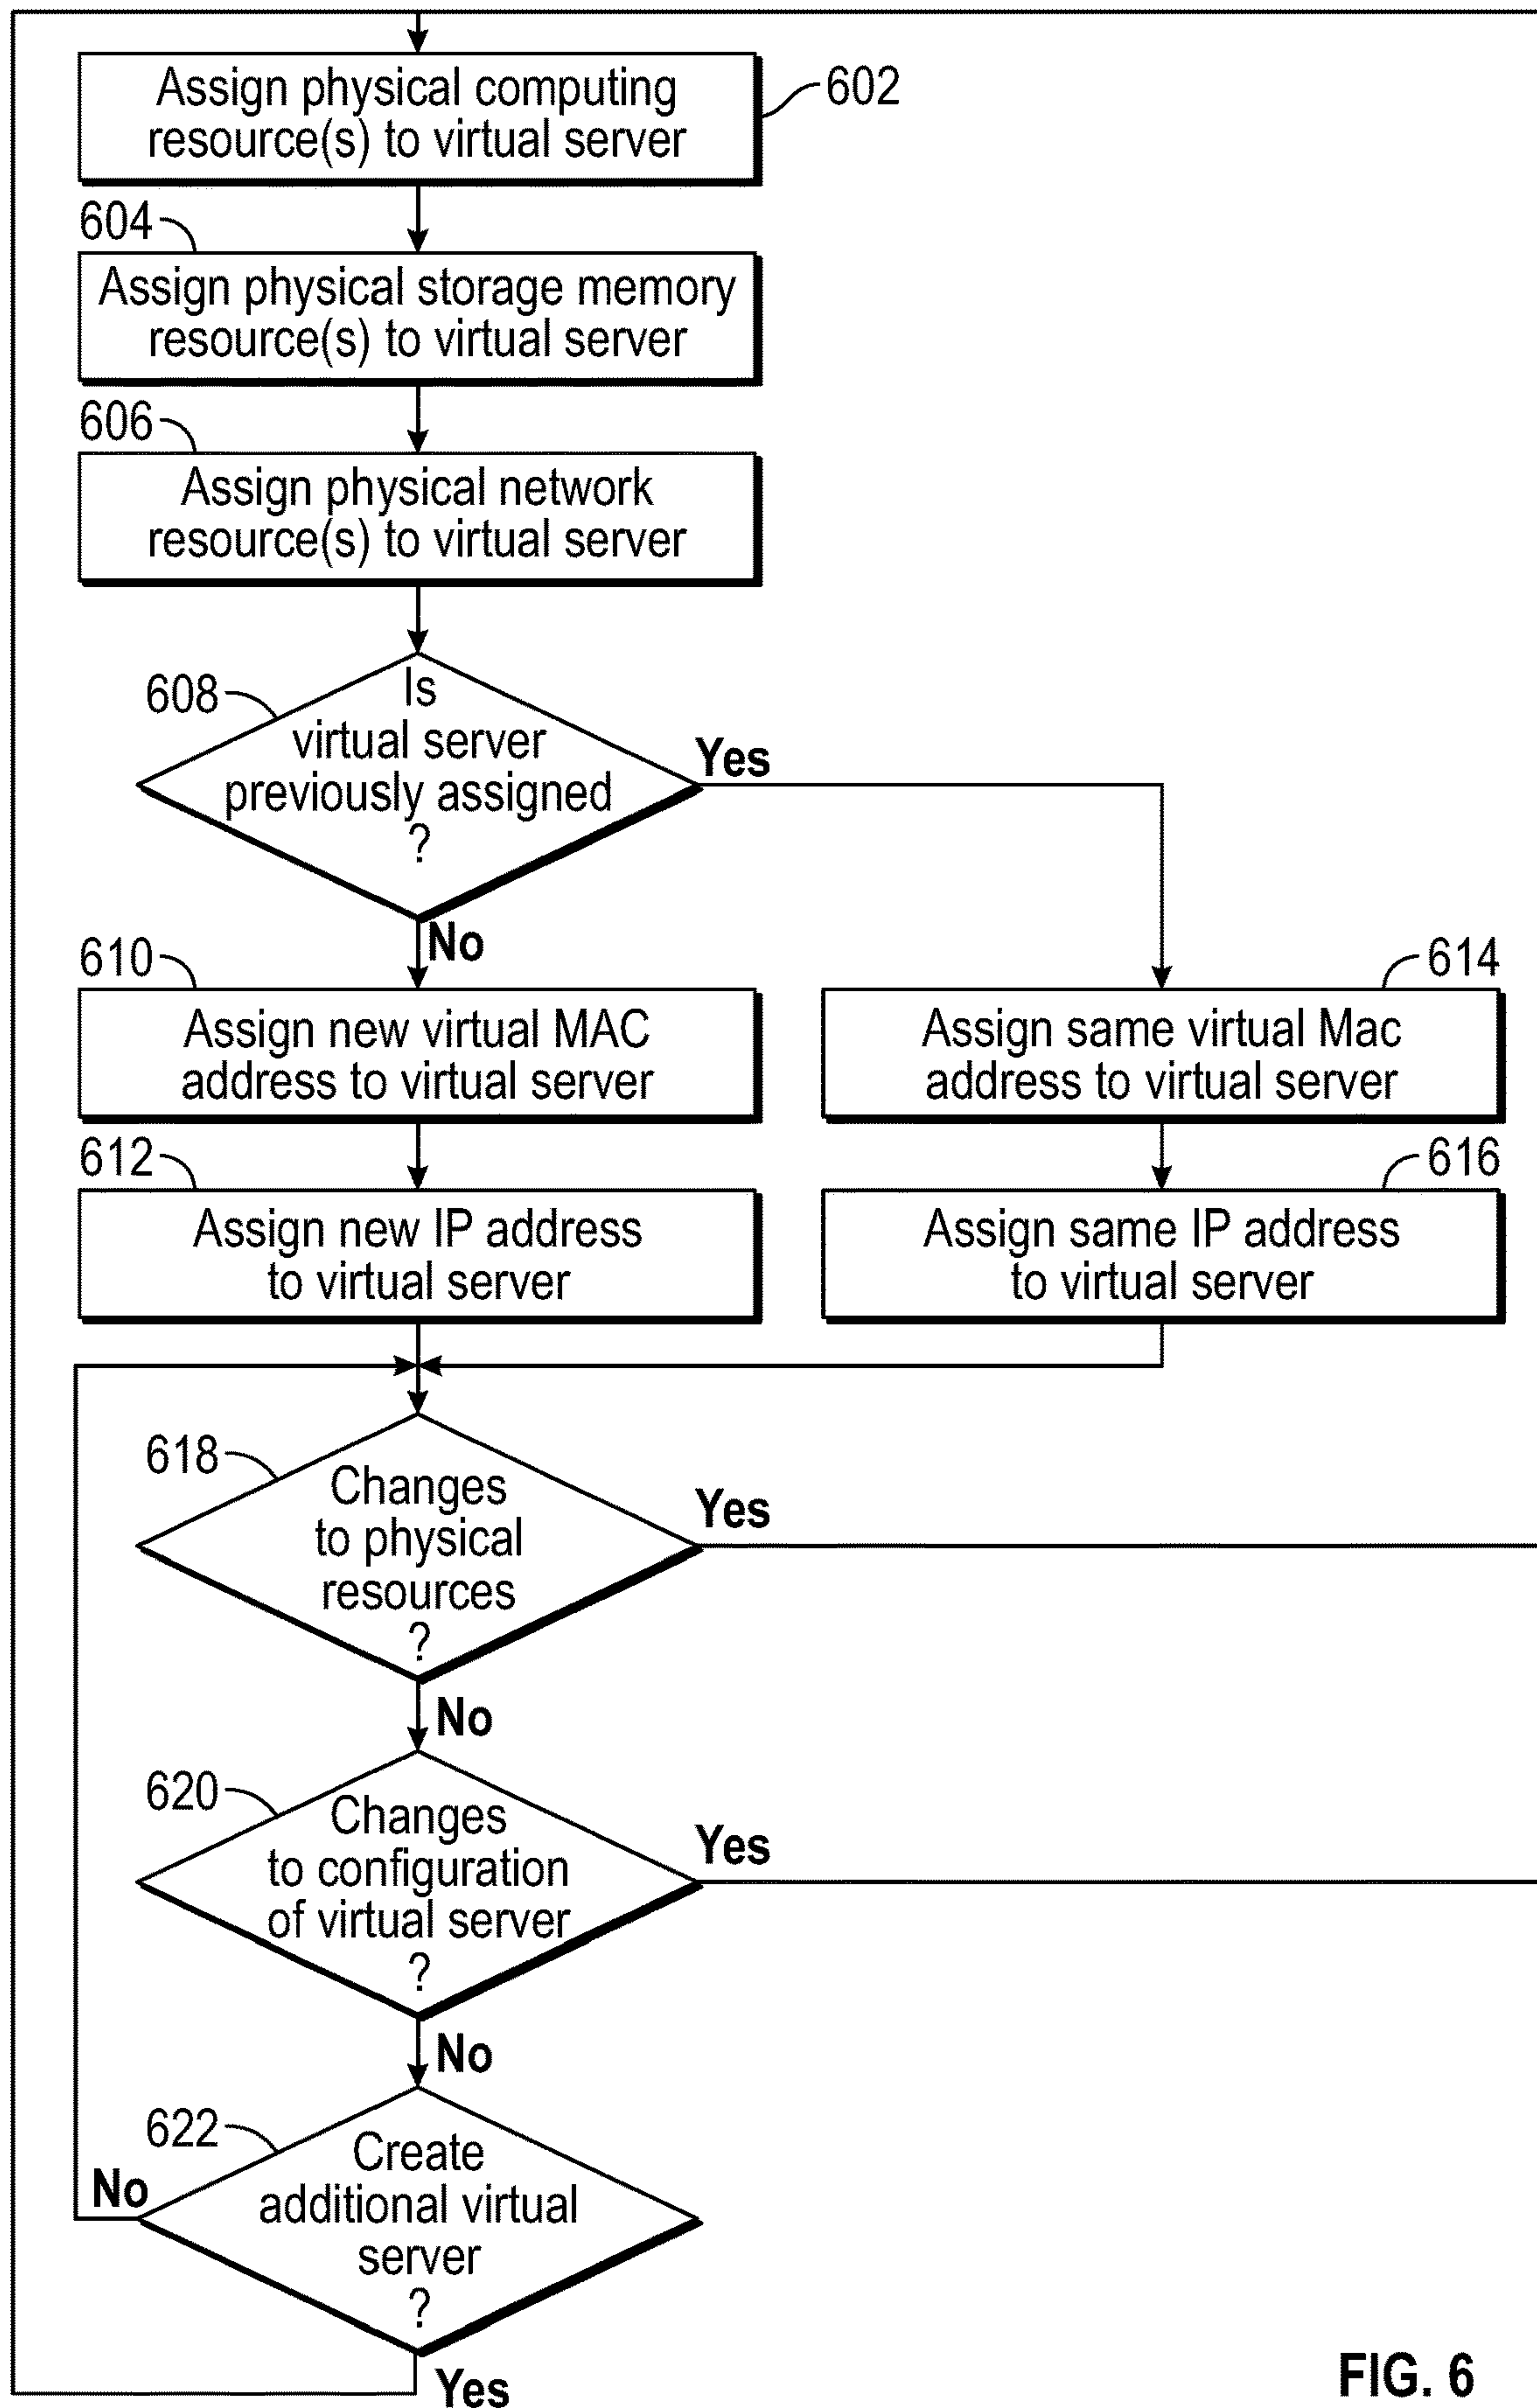 Assign physical computing
resource(s) to virtual server
602
604
Assign physical storage memory
resource(s) to virtual server
606
Assign physical network
resource(s) to virtual server
608
Is
virtual server
previously assigned
?
Yes
No
610
Assign new virtual MAC
address to virtual server
614
Assign same virtual Mac
address to virtual server
612
Assign new IP address
to virtual server
616
Assign same IP address
to virtual server
618
Changes
to physical
resources
?
Yes
No
620
Changes
to configuration
of virtual server
?
Yes
No
622
Create
additional virtual
server
?
No
Yes
FIG. 6